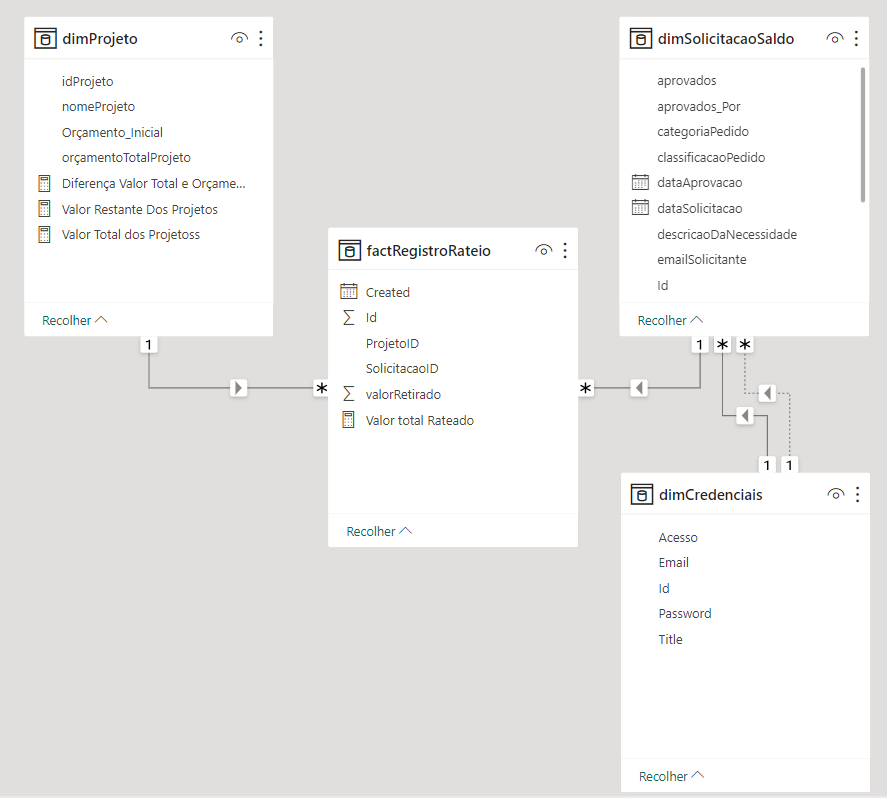 dimProjeto
idProjeto
nomeProjeto
Orçamento_Inicial
orçamentoTotalProjeto
Diferença Valor Total e Orçame...
Valor Restante Dos Projetos
Valor Total dos Projetoss
Recolher
1
*
factRegistroRateio
Created
Id
ProjetoID
SolicitacaoID
valorRetirado
Valor total Rateado
Recolher
dimSolicitacaoSaldo
aprovados
aprovados_Por
categoriaPedido
classificacaoPedido
dataAprovacao
dataSolicitacao
descricaoDaNecessidade
emailSolicitante
Id
Recolher
1 * *
*
1 1
dimCredenciais
Acesso
Email
Id
Password
Title
Recolher